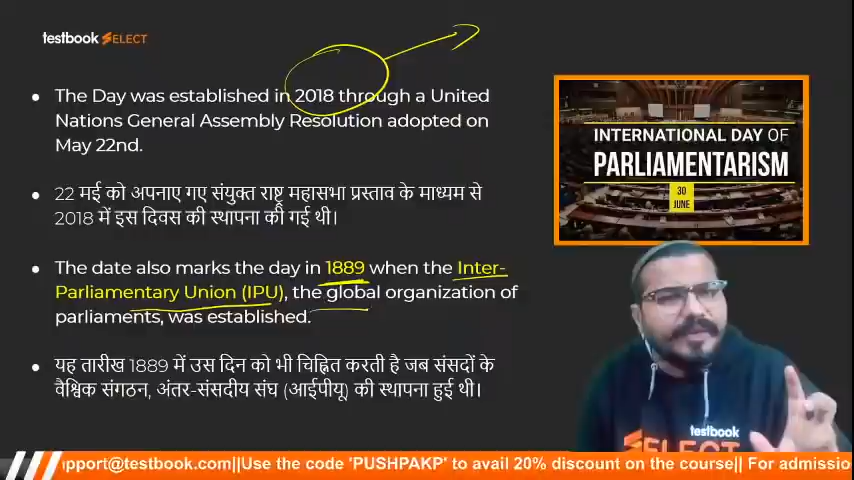 testbook SELECT
The Day was established in 2018 through a United
Nations General Assembly Resolution adopted on
May 22nd.
22 मई को अपनाए गए संयुक्त राष्ट्र महासभा प्रस्ताव के माध्यम से
2018 में इस दिवस की स्थापना की गई थी।
The date also marks the day in 1889 when the Inter-
Parliamentary Union (IPU), the global organization of
parliaments, was established.
यह तारीख 1889 में उस दिन को भी चिह्नित करती है जब संसदों के
वैश्विक संगठन, अंतर-संसदीय संघ (आईपीयू) की स्थापना हुई थी।
INTERNATIONAL DAY OF
PARLIAMENTARISM
30
JUNE
testbook
SELECT
upport@testbook.com||Use the code 'PUSHPAKP' to avail 20% discount on the course|| For admissio